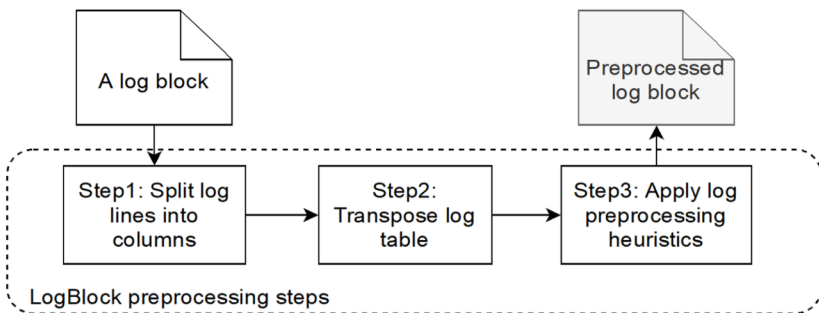 A log block
Preprocessed
log block
Step1: Split log
lines into
columns
Step2:
Transpose log
table
Step3: Apply log
preprocessing
heuristics
LogBlock preprocessing steps